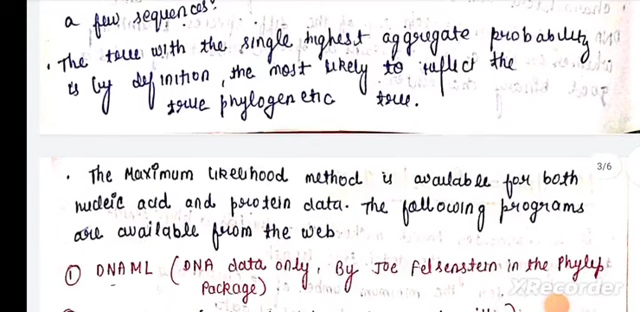 a few sequences.
• The tree with the single highest aggregate probability
is by definition, the most likely to reflect the
true phylogenetic tree.
3/6
• The Maximum likelihood method is available for both
nucleic acid and protein data. The following programs
are available from the web
① DNAML (DNA data only, By Joe Felsenstein in the Phylip
Package)
XRecorder